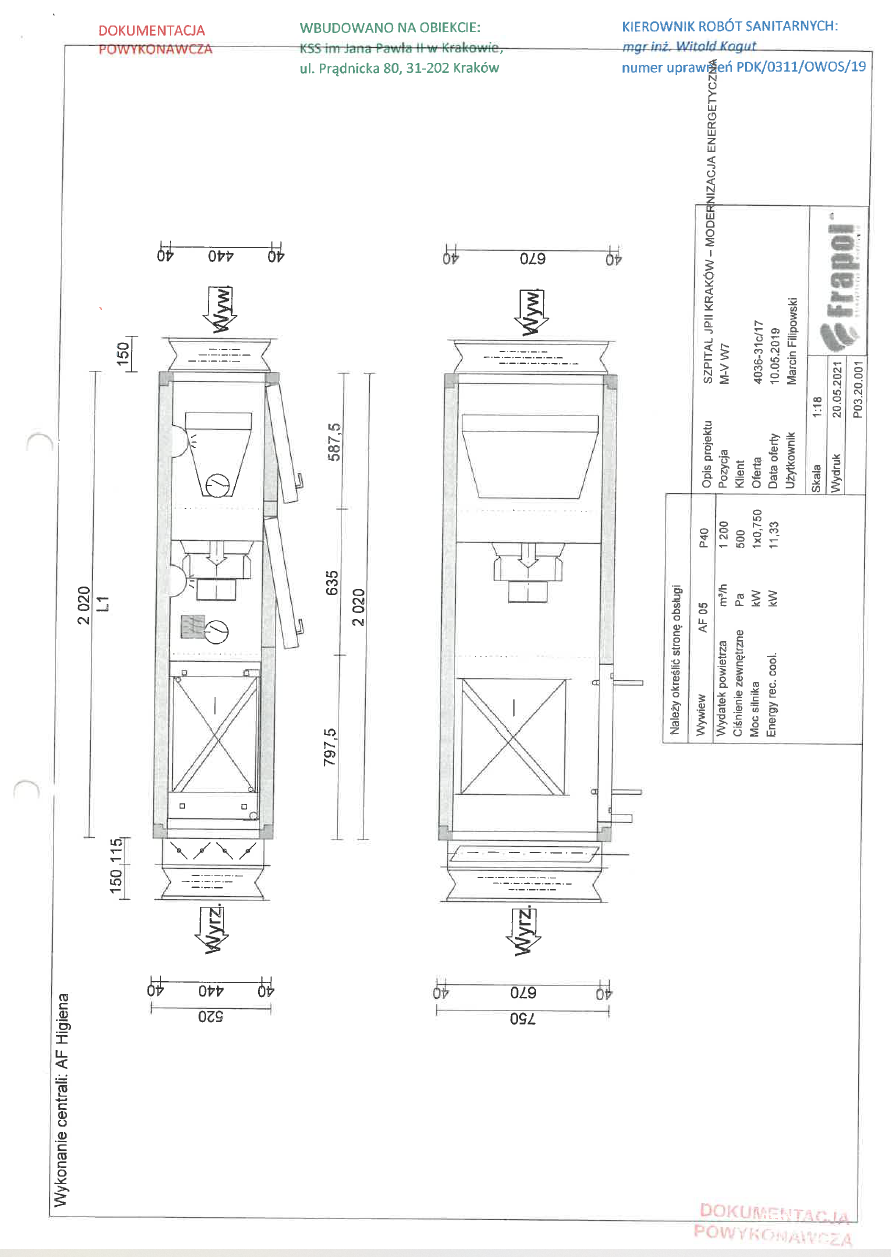 DOKUMENTACJA
POWYKONAWCZA
WBUDOWANO NA OBIEKCIE:
KSS im Jana Pawła II w Krakowie,
ul. Prądnicka 80, 31-202 Kraków
KIEROWNIK ROBÓT SANITARNYCH:
mgr inż. Witold Kogut
numer uprawnień PDK/0311/OWOS/19
Wykonanie centrali: AF Higiena
2 020
L1
150 115
150
Wyrz.
Wyw.
40 440 40
520
40 440 40
797,5 635 587,5
2 020
Wyrz.
Wyw.
40 670 40
750
40 670 40
Należy określić stronę obsługi
Wywiew AF 05 P40
Wydatek powietrza m³/h 1 200
Ciśnienie zewnętrzne Pa 500
Moc silnika kW 1x0,750
Energy rec. cool. kW 11,33
Opis projektu SZPITAL JPII KRAKÓW – MODERNIZACJA ENERGETYCZNA
Pozycja M-V W7
Klient
Oferta 4036-31c/17
Data oferty 10.05.2019
Użytkownik Marcin Filipowski
Skala 1:18
Wydruk 20.05.2021
P03.20.001
frapol
DOKUMENTACJA
POWYKONAWCZA